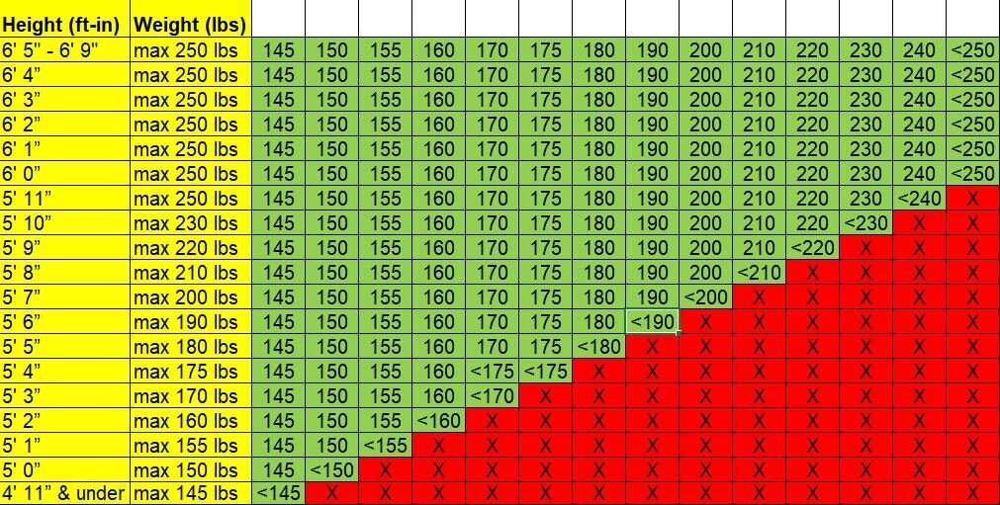 Height (ft-in) Weight (lbs)
6' 5" - 6' 9" max 250 lbs 145 150 155 160 170 175 180 190 200 210 220 230 240 <250
6' 4” max 250 lbs 145 150 155 160 170 175 180 190 200 210 220 230 240 <250
6' 3” max 250 lbs 145 150 155 160 170 175 180 190 200 210 220 230 240 <250
6' 2” max 250 lbs 145 150 155 160 170 175 180 190 200 210 220 230 240 <250
6' 1” max 250 lbs 145 150 155 160 170 175 180 190 200 210 220 230 240 <250
6' 0” max 250 lbs 145 150 155 160 170 175 180 190 200 210 220 230 240 <250
5' 11” max 250 lbs 145 150 155 160 170 175 180 190 200 210 220 230 <240 X
5' 10” max 230 lbs 145 150 155 160 170 175 180 190 200 210 220 <230 X X
5' 9” max 220 lbs 145 150 155 160 170 175 180 190 200 210 <220 X X X
5' 8” max 210 lbs 145 150 155 160 170 175 180 190 200 <210 X X X X
5' 7” max 200 lbs 145 150 155 160 170 175 180 190 <200 X X X X X
5' 6” max 190 lbs 145 150 155 160 170 175 180 <190 X X X X X X
5' 5” max 180 lbs 145 150 155 160 170 175 <180 X X X X X X X
5' 4” max 175 lbs 145 150 155 160 <175 <175 X X X X X X X X
5' 3” max 170 lbs 145 150 155 160 <170 X X X X X X X X X
5' 2” max 160 lbs 145 150 155 <160 X X X X X X X X X X
5' 1” max 155 lbs 145 150 <155 X X X X X X X X X X X
5' 0” max 150 lbs 145 <150 X X X X X X X X X X X X
4' 11” & under max 145 lbs <145 X X X X X X X X X X X X X